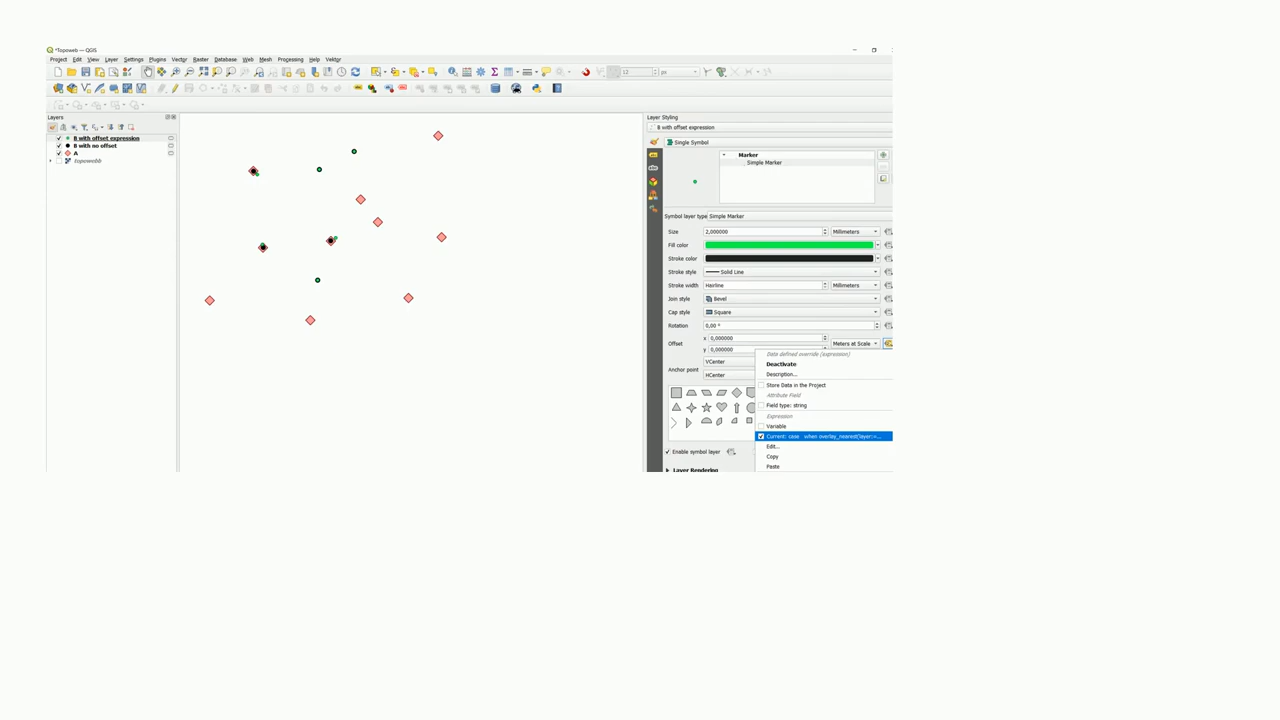 *Topoweb — QGIS
Project Edit View Layer Settings Plugins Vector Raster Database Web Mesh Processing Help Vektor
12 px
Layers
B with offset expression
B with no offset
A
topowebb
Layer Styling
B with offset expression
Single Symbol
Marker
Simple Marker
Symbol layer type Simple Marker
Size 2,000000 Millimeters
Fill color
Stroke color
Stroke style Solid Line
Stroke width Hairline Millimeters
Join style Bevel
Cap style Square
Rotation 0,00 °
Offset x 0,000000 Meters at Scale
y 0,000000
Data defined override (expression)
Anchor point VCenter
HCenter
Deactivate
Description...
Store Data in the Project
Attribute Field
Field type: string
Expression
Variable
Current: case when overlay_nearest(layer:=...
Edit...
Copy
Paste
Enable symbol layer
Layer Rendering